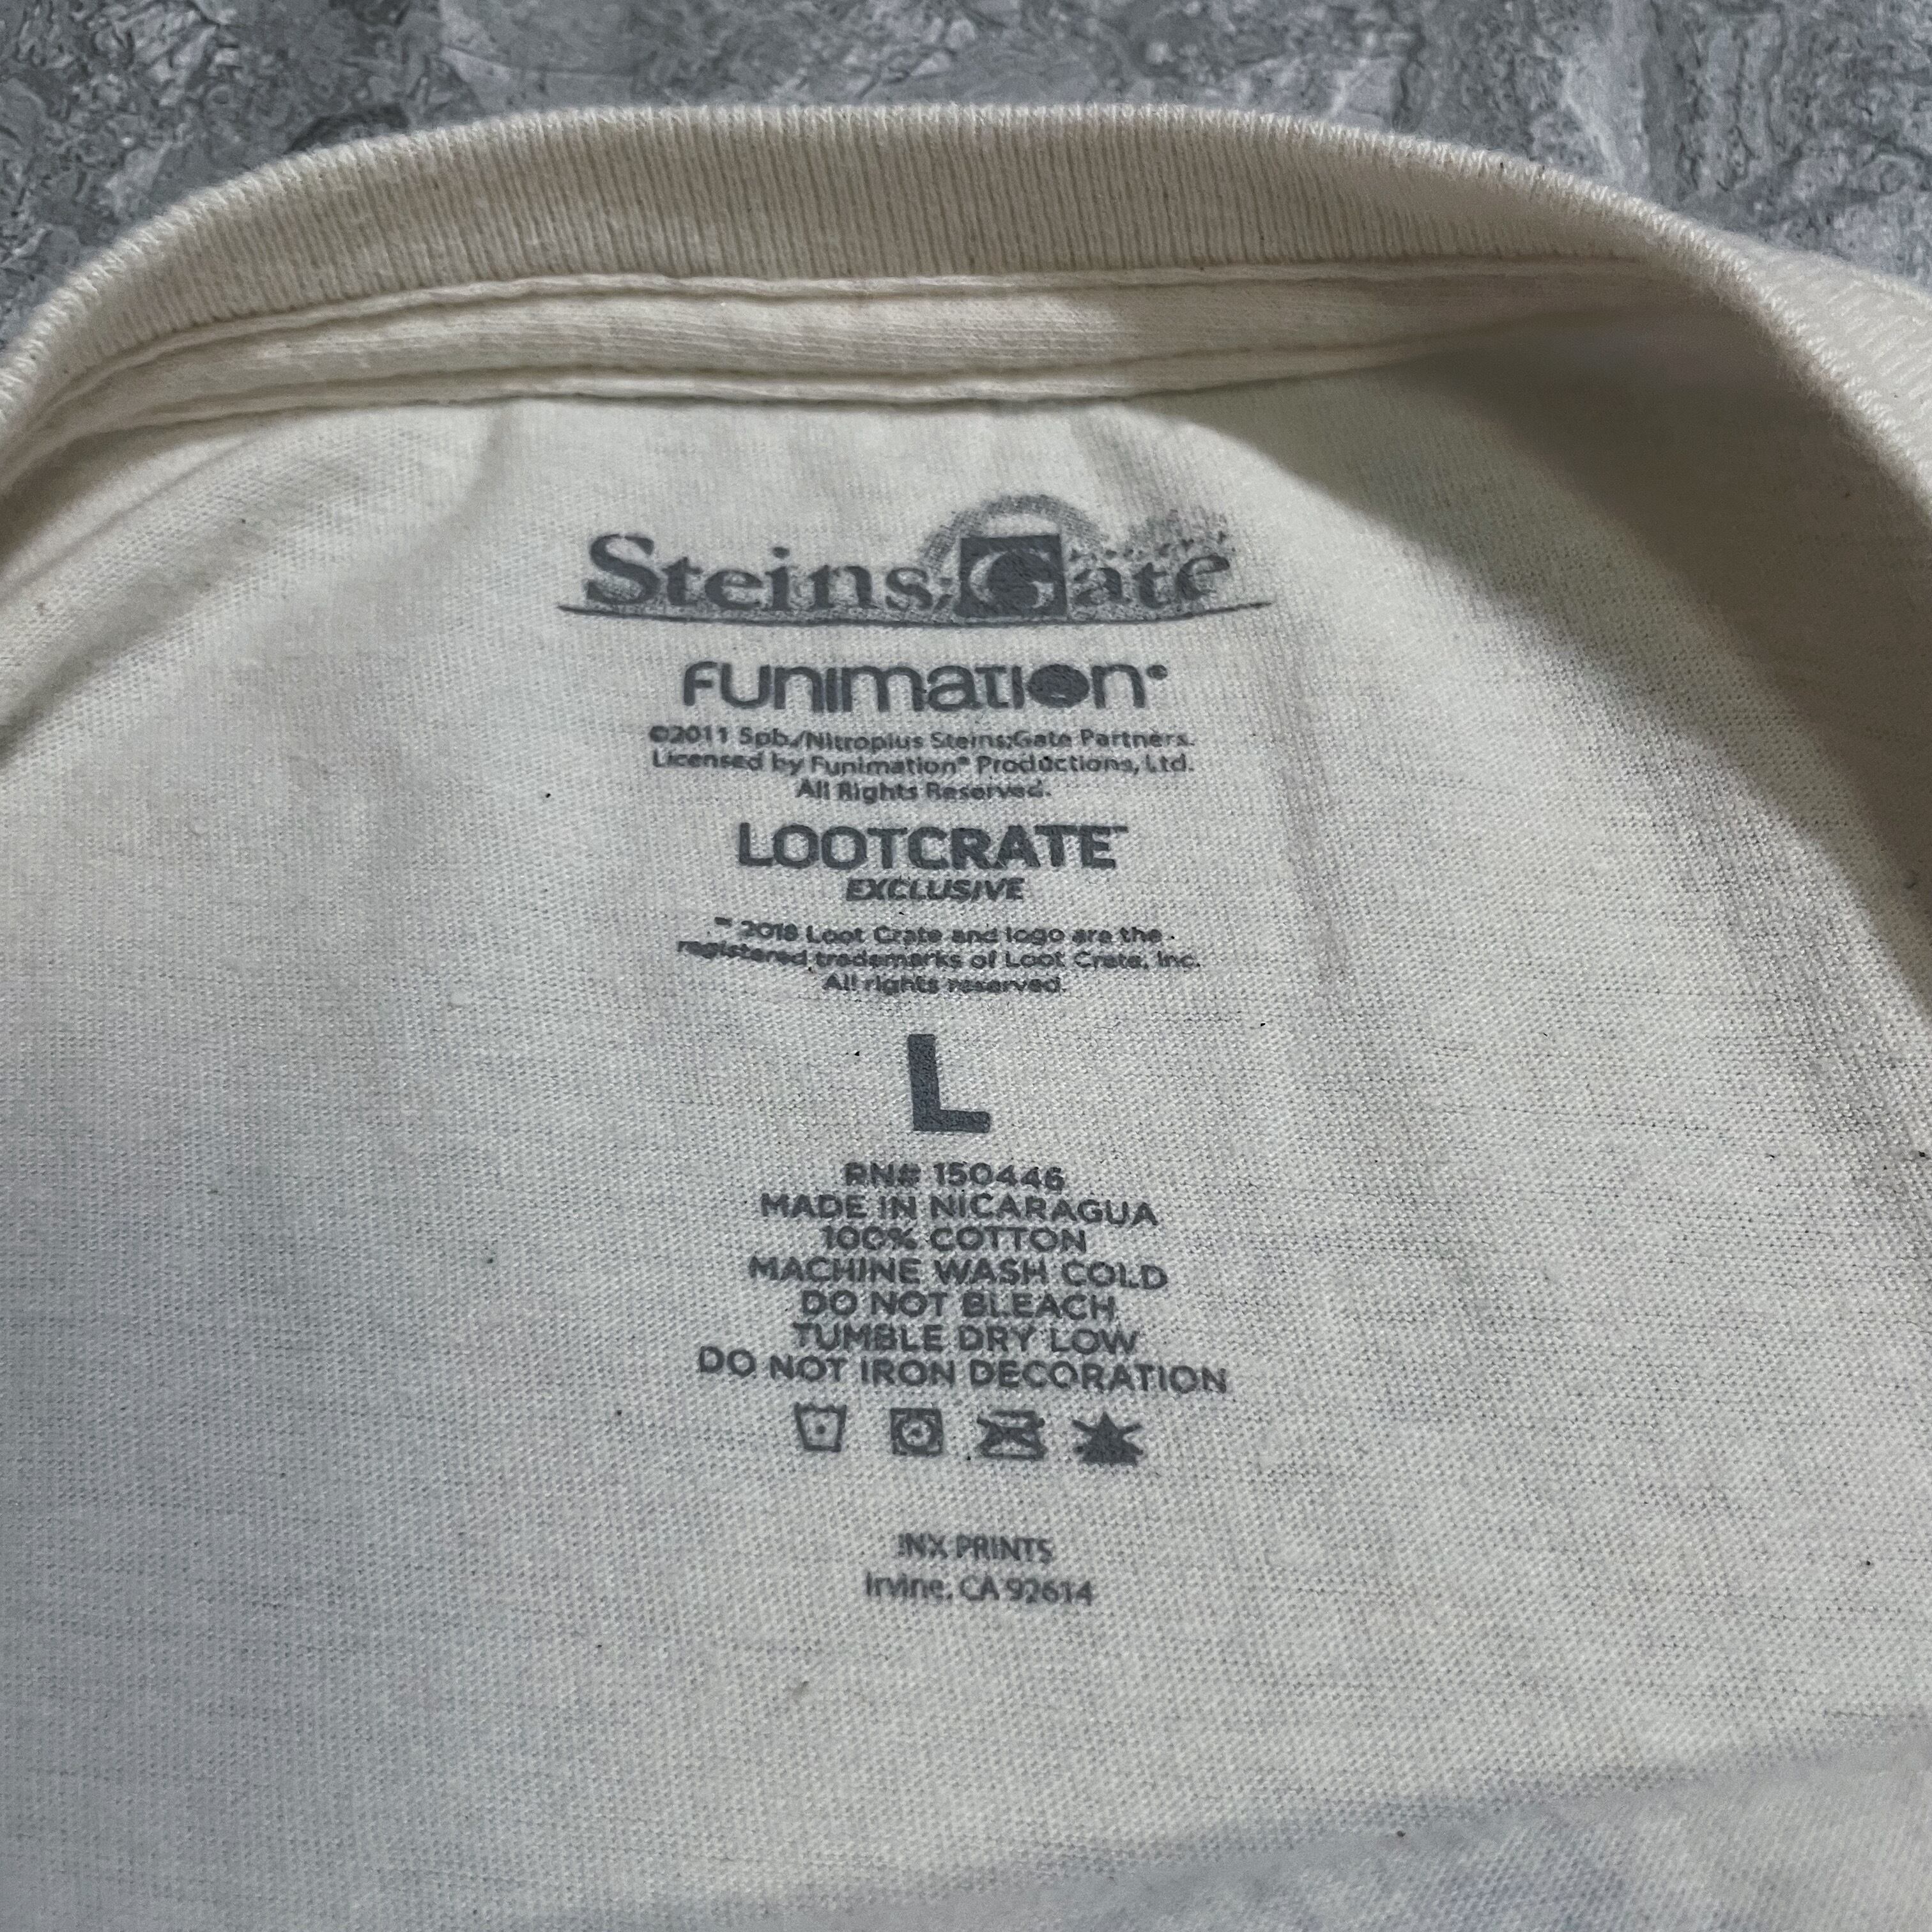 Steins;Gate
FUNIMATION®
©2011 5pb./Nitroplus Steins;Gate Partners.
Licensed by Funimation® Productions, Ltd.
All Rights Reserved.
LOOTCRATE™
EXCLUSIVE
™ 2018 Loot Crate and logo are the
registered trademarks of Loot Crate, Inc.
All rights reserved.
L
RN# 150446
MADE IN NICARAGUA
100% COTTON
MACHINE WASH COLD
DO NOT BLEACH
TUMBLE DRY LOW
DO NOT IRON DECORATION
INX PRINTS
Irvine, CA 92614